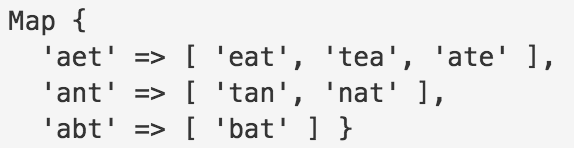 Map {
  'aet' => [ 'eat', 'tea', 'ate' ],
  'ant' => [ 'tan', 'nat' ],
  'abt' => [ 'bat' ] }